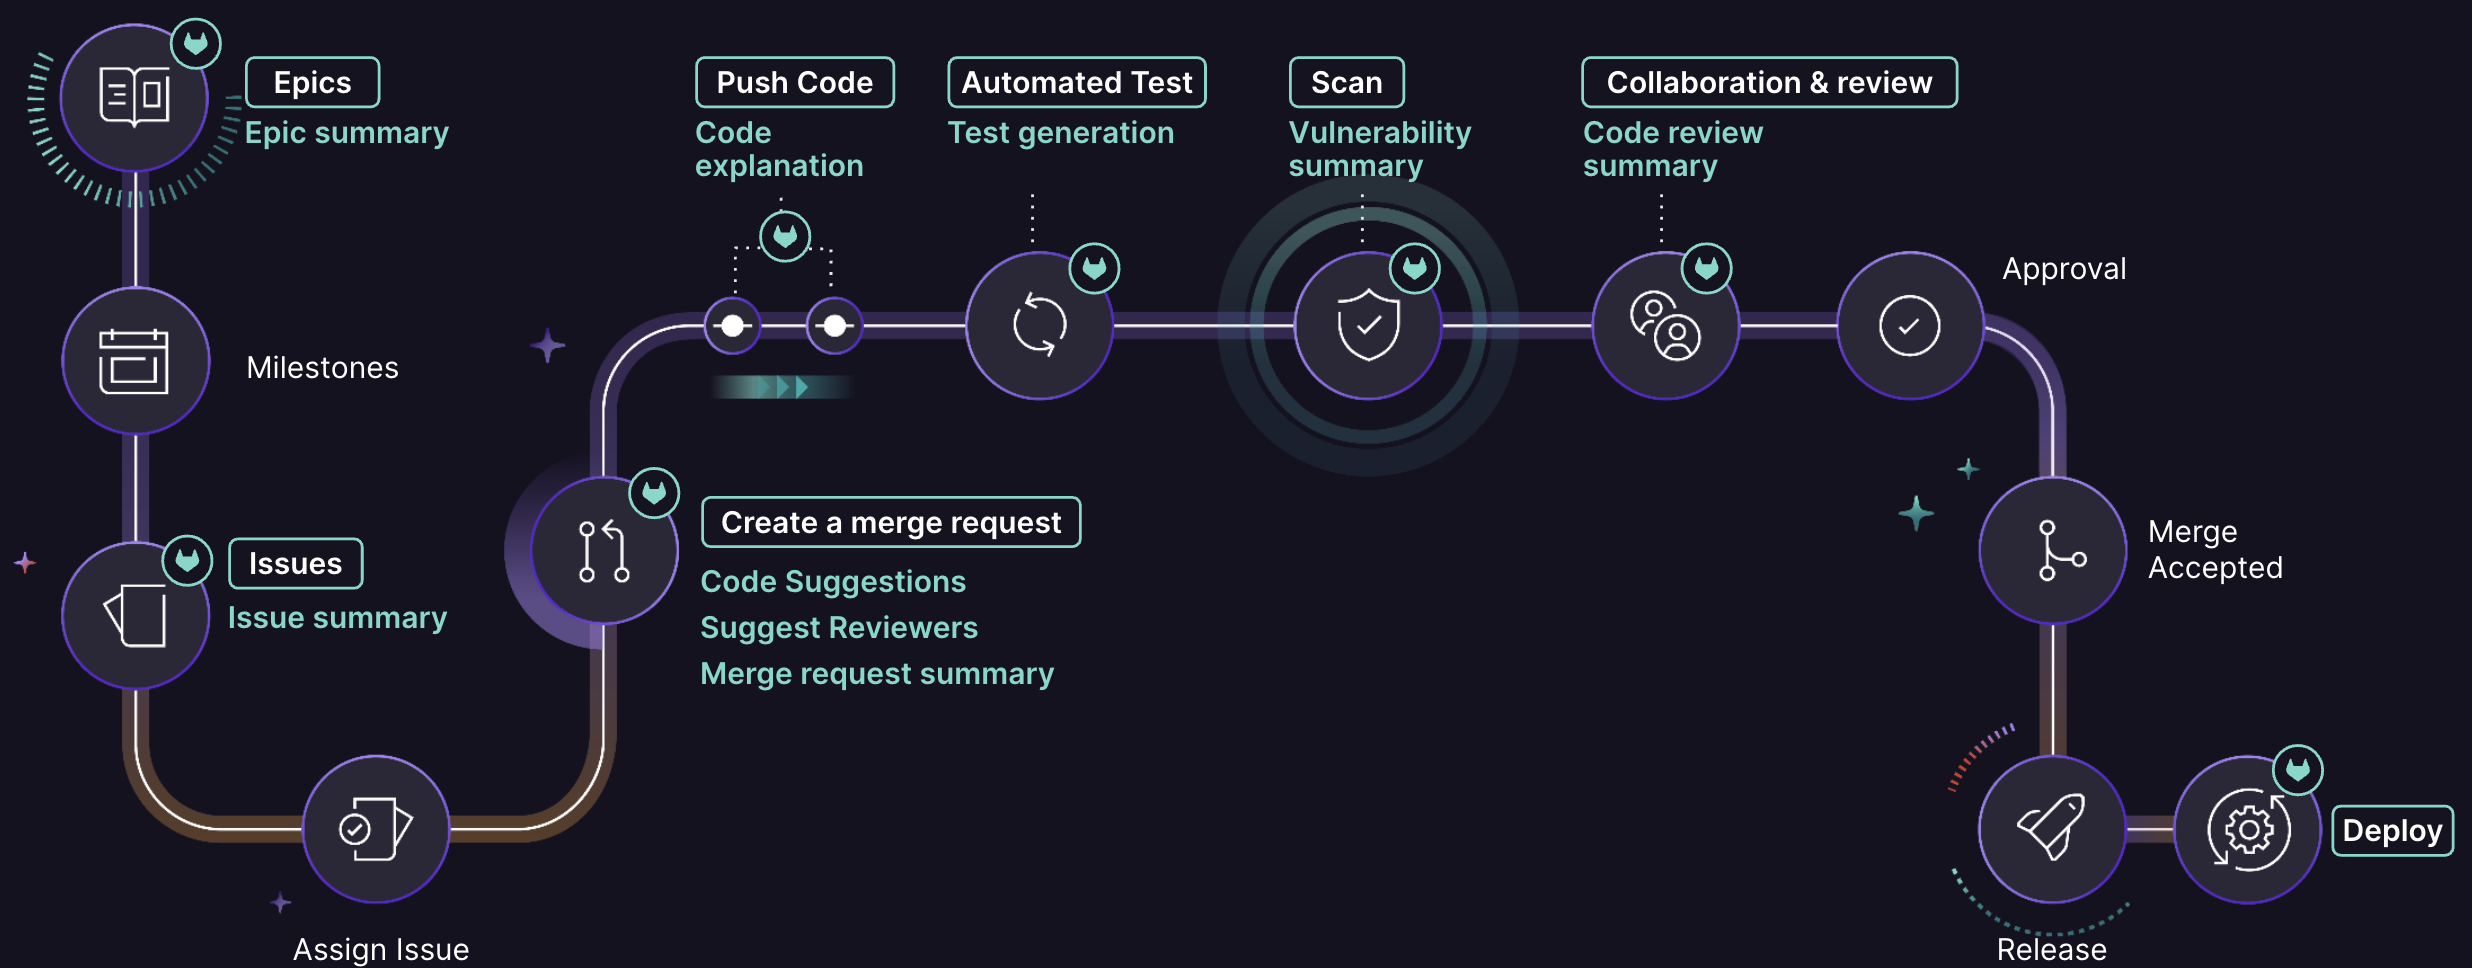 Epics
Epic summary
Milestones
Issues
Issue summary
Assign Issue
Create a merge request
Code Suggestions
Suggest Reviewers
Merge request summary
Push Code
Code
explanation
Automated Test
Test generation
Scan
Vulnerability
summary
Collaboration & review
Code review
summary
Approval
Merge
Accepted
Release
Deploy